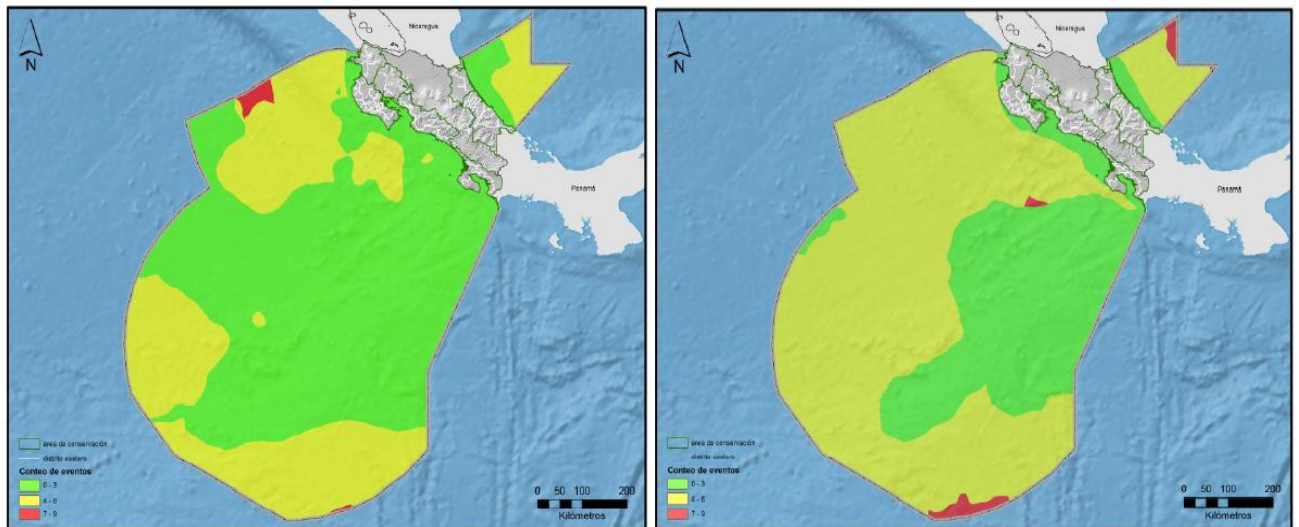 Nicaragua
N
Panamá
área de conservación
distrito costero
Conteo de eventos
0 - 3
4 - 6
7 - 9
0 50 100 200
Kilómetros
Nicaragua
N
Panamá
área de conservación
distrito costero
Conteo de eventos
0 - 3
4 - 6
7 - 9
0 50 100 200
Kilómetros